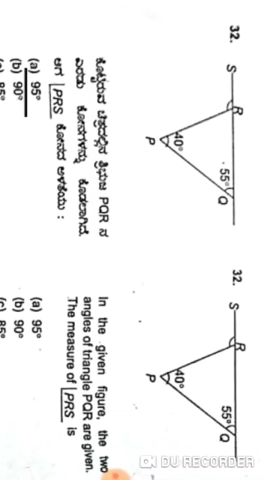 32.
S
R
Q
55°
40°
P
ಕೊಟ್ಟಿರುವ ಚಿತ್ರದಲ್ಲಿನ ತ್ರಿಭುಜ PQR ನ
ಎರಡು ಕೋನಗಳನ್ನು ಕೊಡಲಾಗಿದೆ.
ಆಗ PRS ಕೋನದ ಅಳತೆಯು :
(a) 95°
(b) 90°
(c) 85°
32.
S
R
Q
55°
40°
P
In the given figure, the two
angles of triangle PQR are given.
The measure of PRS is
(a) 95°
(b) 90°
(c) 85°
DU RECORDER